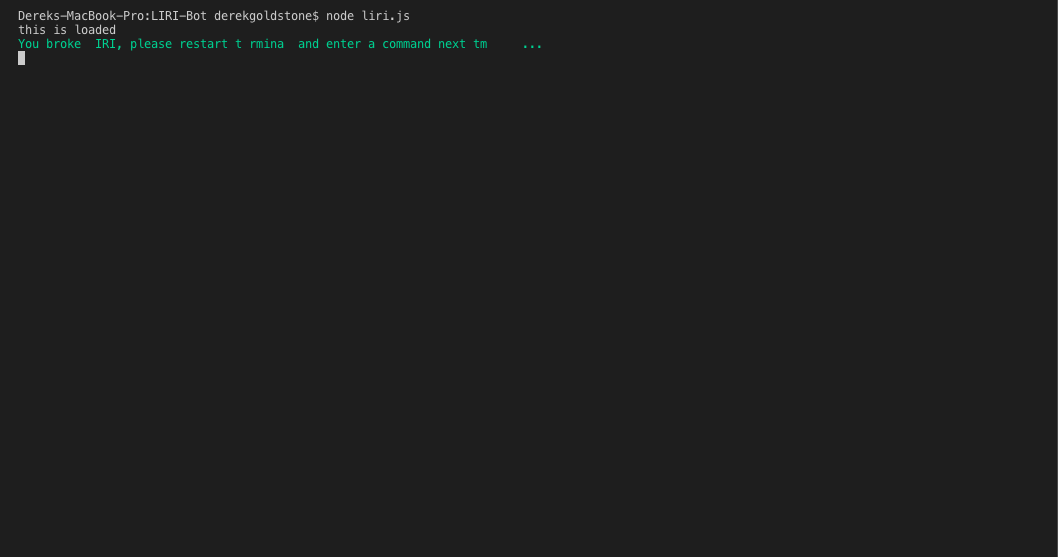 Dereks-MacBook-Pro:LIRI-Bot derekgoldstone$ node liri.js
this is loaded
You broke  IRI, please restart t rmina  and enter a command next tm     ...